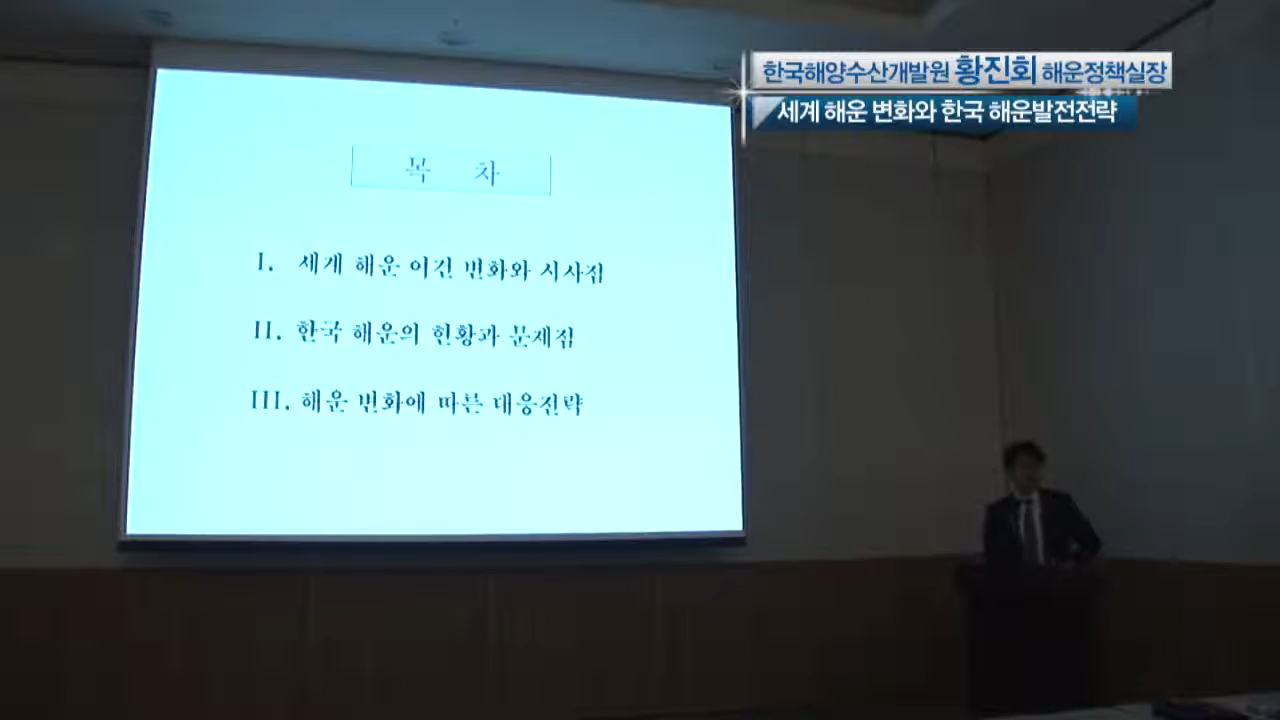 한국해양수산개발원 황진회 해운정책실장
세계 해운 변화와 한국 해운발전전략
목 차
I. 세계 해운 여건 변화와 시사점
II. 한국 해운의 현황과 문제점
III. 해운 변화에 따른 대응전략